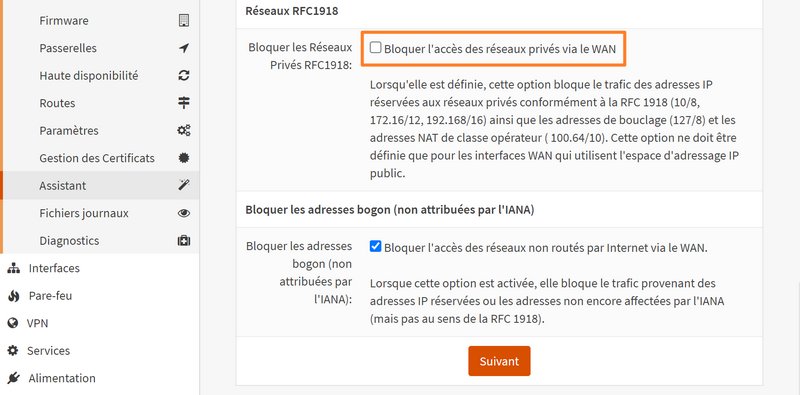 Firmware
Passerelles
Haute disponibilité
Routes
Paramètres
Gestion des Certificats
Assistant
Fichiers journaux
Diagnostics
Interfaces
Pare-feu
VPN
Services
Alimentation
Réseaux RFC1918
Bloquer les Réseaux
Privés RFC1918:
Bloquer l'accès des réseaux privés via le WAN
Lorsqu'elle est définie, cette option bloque le trafic des adresses IP
réservées aux réseaux privés conformément à la RFC 1918 (10/8,
172.16/12, 192.168/16) ainsi que les adresses de bouclage (127/8) et les
adresses NAT de classe opérateur ( 100.64/10). Cette option ne doit être
définie que pour les interfaces WAN qui utilisent l'espace d'adressage IP
public.
Bloquer les adresses bogon (non attribuées par l'IANA)
Bloquer les adresses
bogon (non
attribuées par
l'IANA):
Bloquer l'accès des réseaux non routés par Internet via le WAN.
Lorsque cette option est activée, elle bloque le trafic provenant des
adresses IP réservées ou les adresses non encore affectées par l'IANA
(mais pas au sens de la RFC 1918).
Suivant